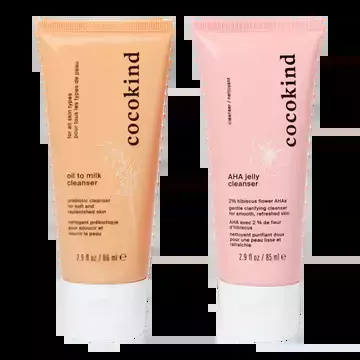 for all skin types
pour tous les types de peau
cocokind
oil to milk
cleanser
prebiotic cleanser
for soft and
replenished skin
nettoyant prébiotique
pour adoucir et
nourrir la peau
2.9 fl oz / 86 ml ℮
cleanser / nettoyant
cocokind
AHA jelly
cleanser
2% hibiscus flower AHAs
gentle clarifying cleanser
for smooth, refreshed skin
AHA avec 2 % de fleur
d'hibiscus
nettoyant purifiant doux
pour une peau lisse et
rafraîchie
2.9 fl oz / 85 ml ℮